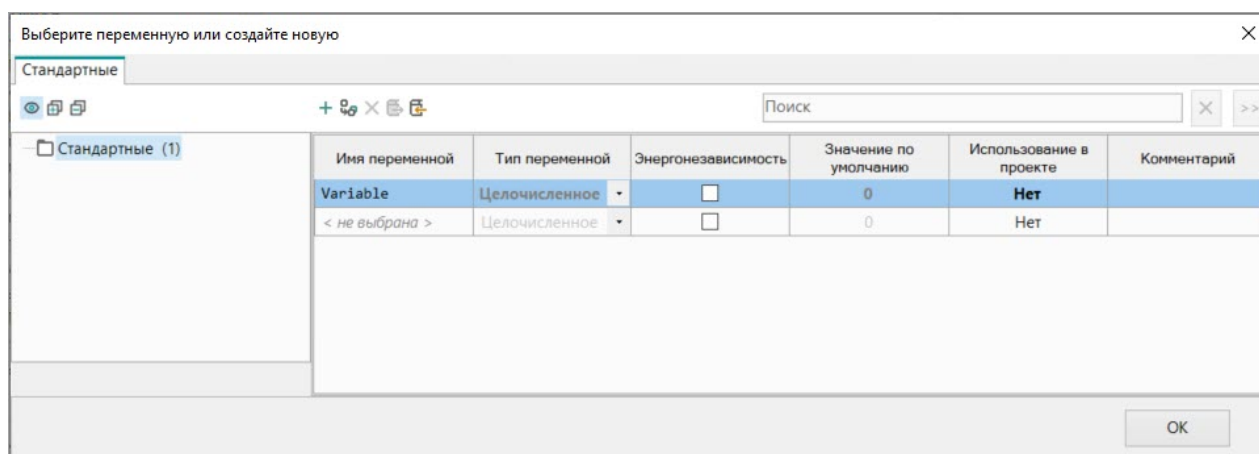 Выберите переменную или создайте новую
Стандартные
Поиск
>>
Стандартные (1)
Имя переменной
Тип переменной
Энергонезависимость
Значение по
умолчанию
Использование в
проекте
Комментарий
Variable
Целочисленное
0
Нет
< не выбрана >
Целочисленное
0
Нет
OK